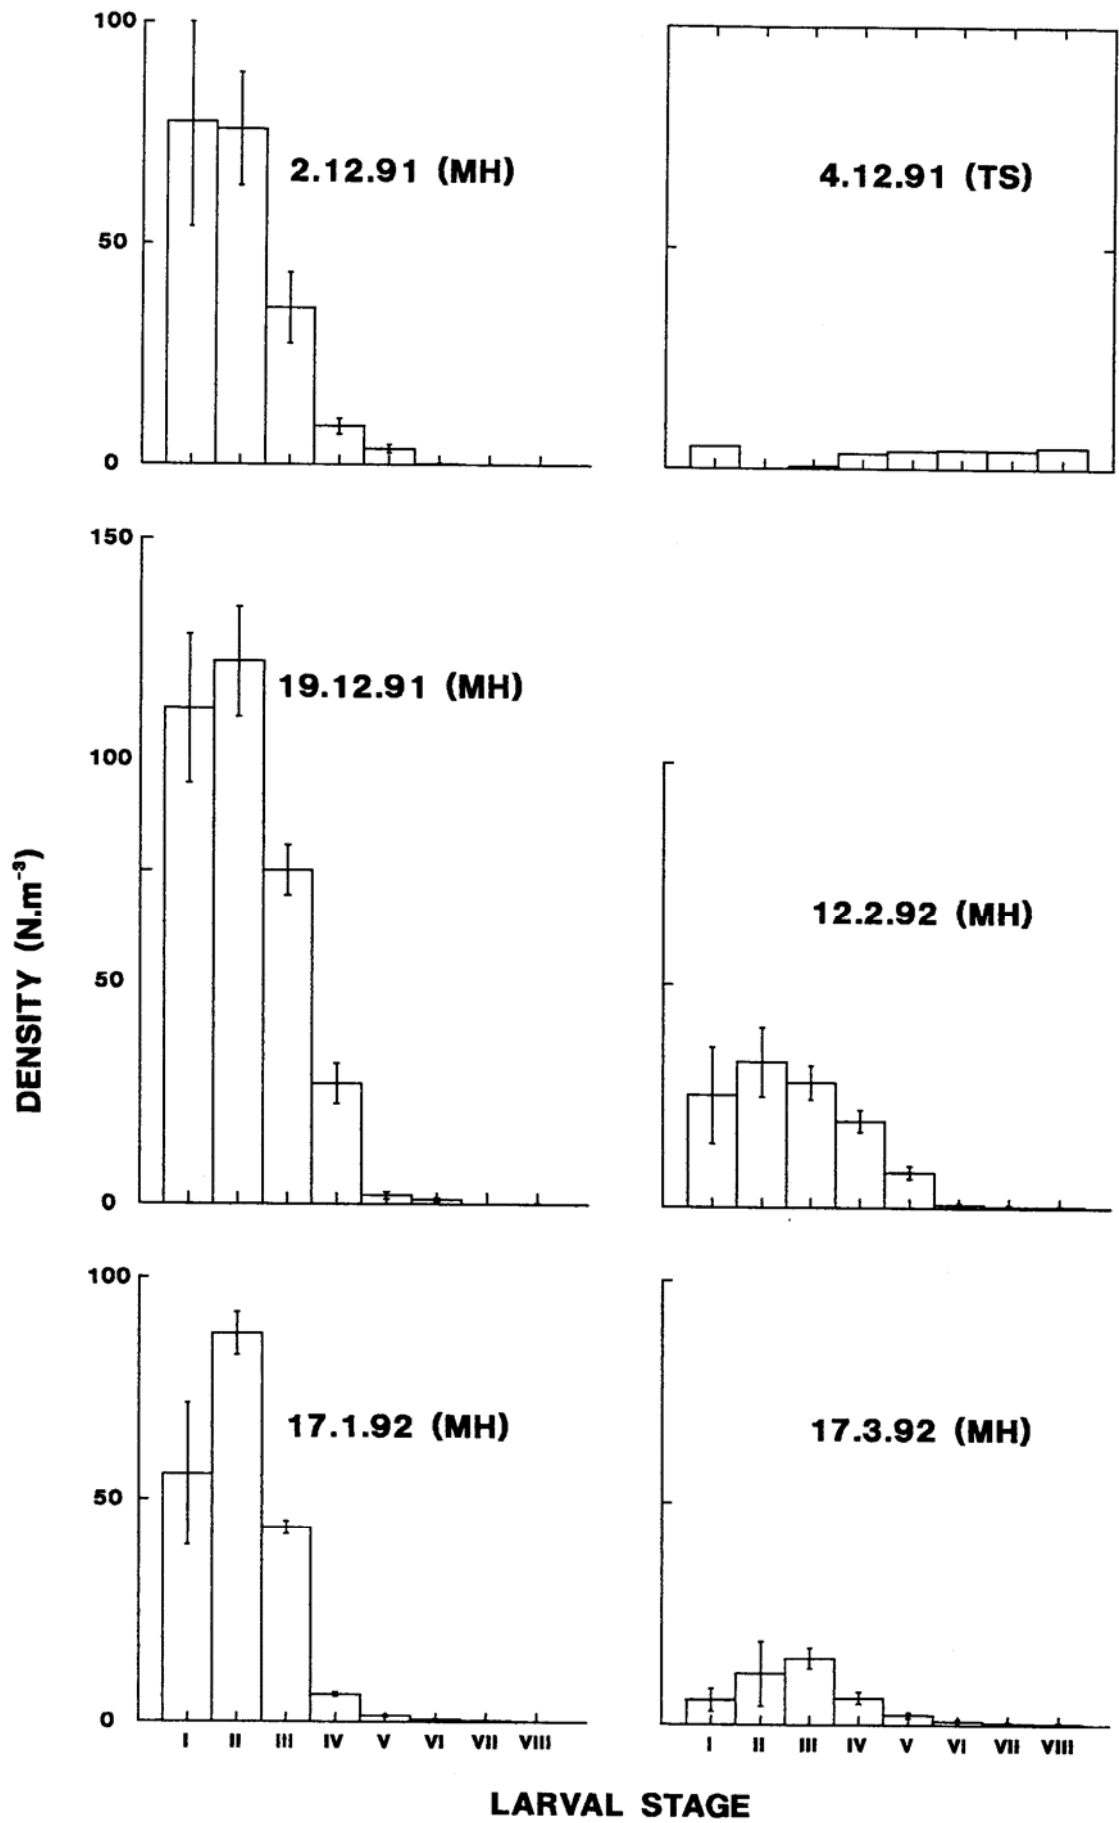 100
50
0
2.12.91 (MH)
4.12.91 (TS)
150
100
50
0
19.12.91 (MH)
12.2.92 (MH)
DENSITY (N.m⁻³)
100
50
0
17.1.92 (MH)
17.3.92 (MH)
I II III IV V VI VII VIII
I II III IV V VI VII VIII
LARVAL STAGE